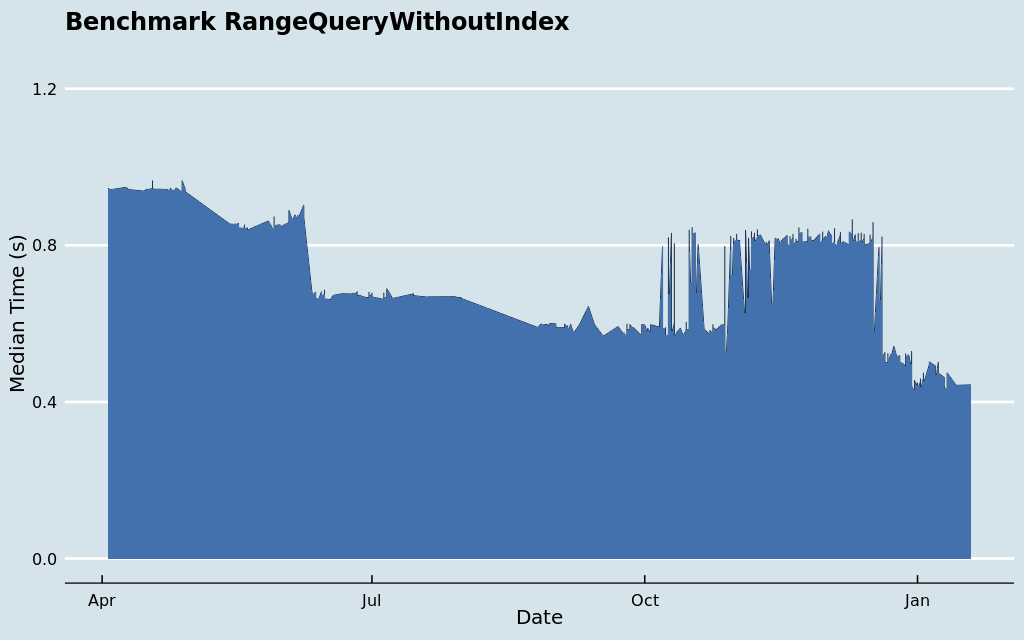 Benchmark RangeQueryWithoutIndex
1.2
0.8
0.4
0.0
Median Time (s)
Apr
Jul
Oct
Jan
Date